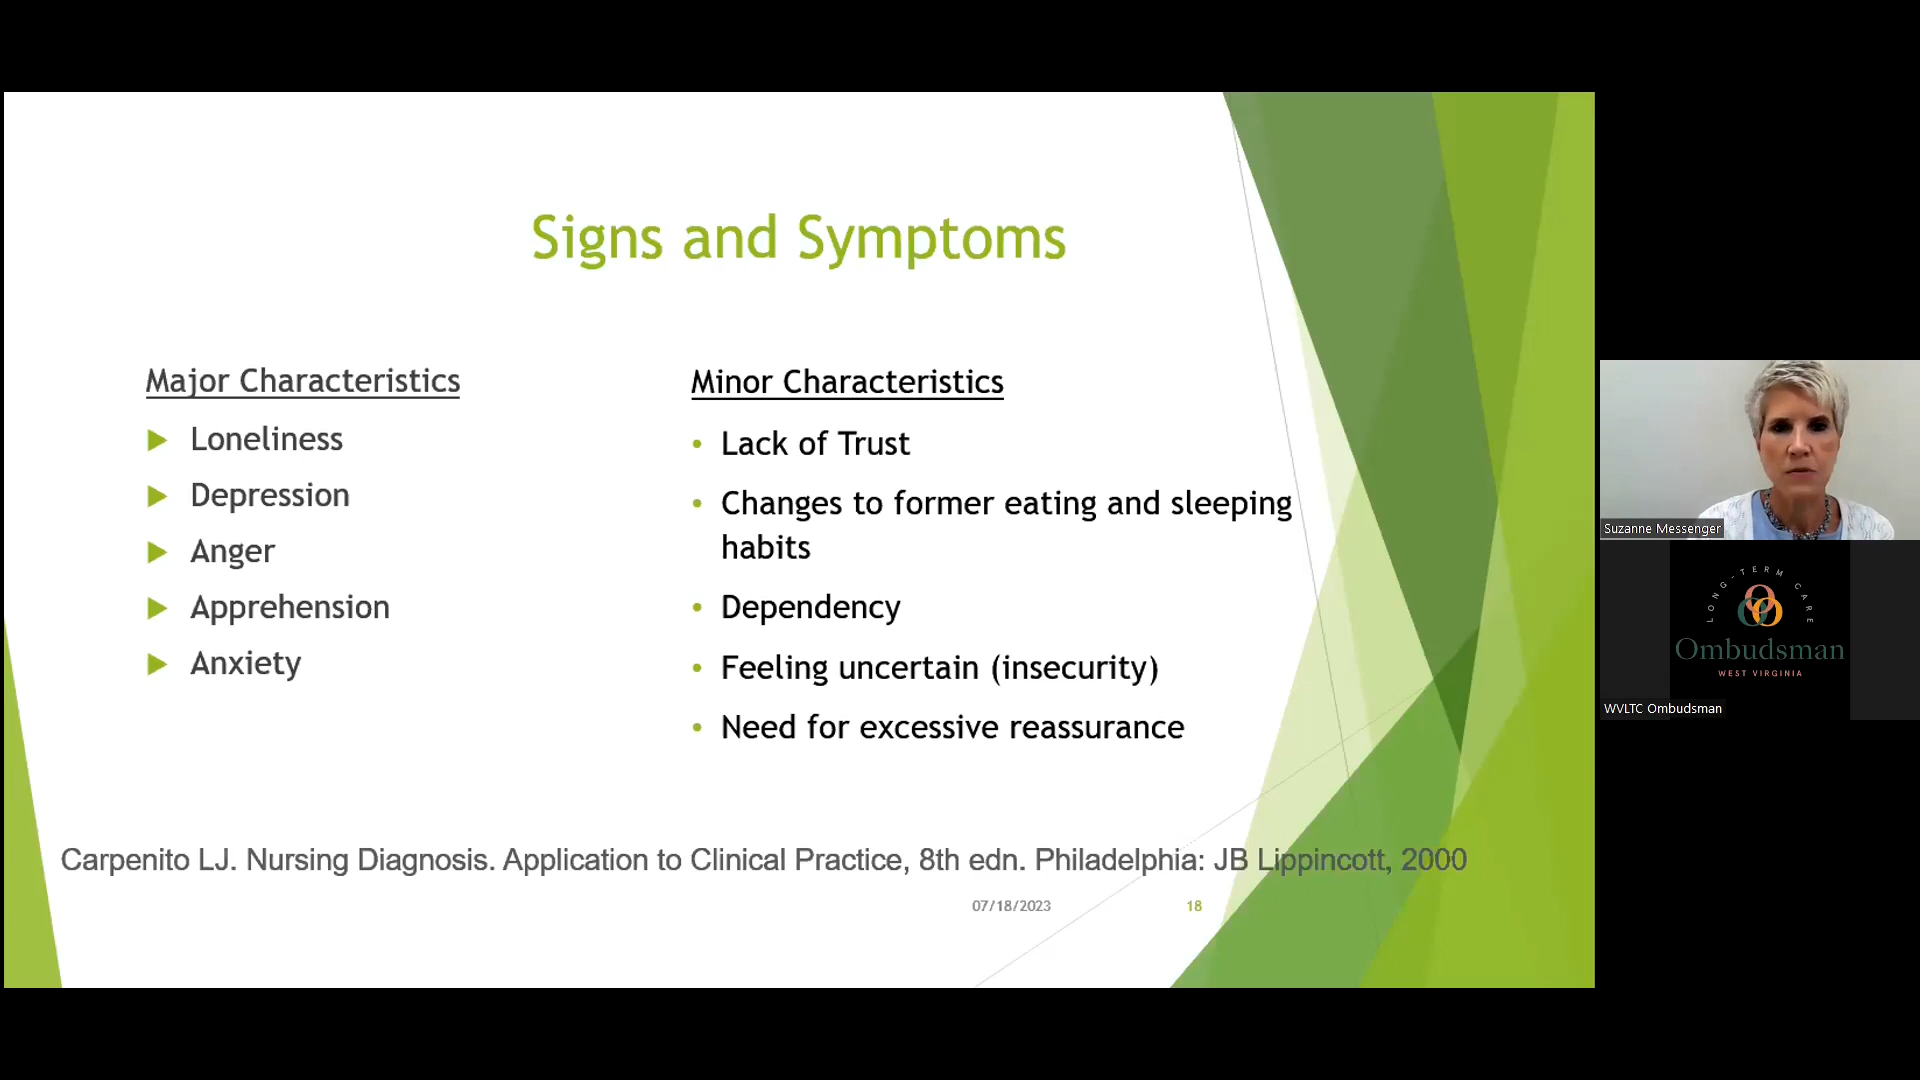 Signs and Symptoms
Major Characteristics
Loneliness
Depression
Anger
Apprehension
Anxiety
Minor Characteristics
Lack of Trust
Changes to former eating and sleeping
habits
Dependency
Feeling uncertain (insecurity)
Need for excessive reassurance
Carpenito LJ. Nursing Diagnosis. Application to Clinical Practice, 8th edn. Philadelphia: JB Lippincott, 2000
07/18/2023
18
Suzanne Messenger
LONG-TERM CARE
Ombudsman
WEST VIRGINIA
WVLTC Ombudsman